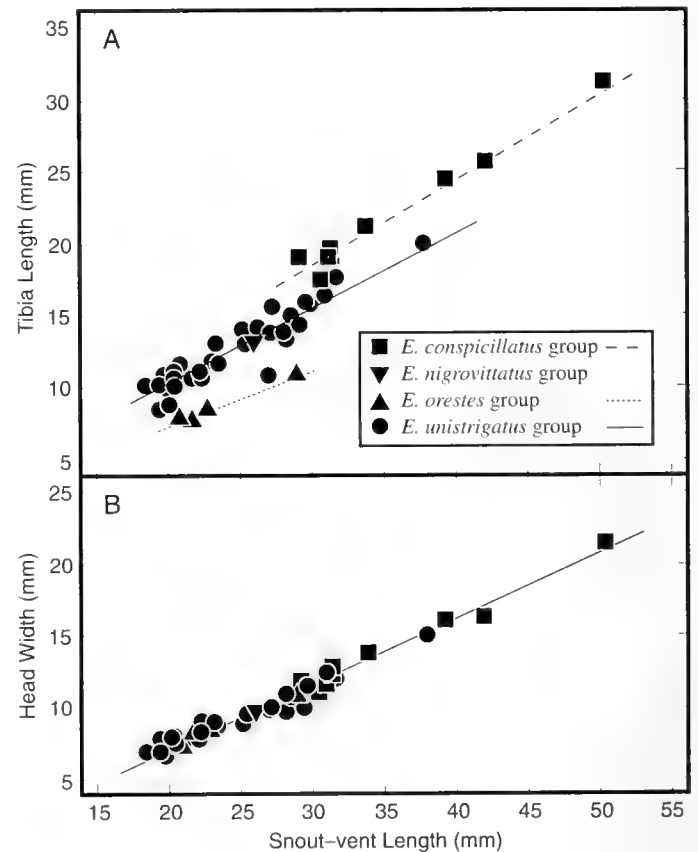 A
35
30
25
20
15
10
5
Tibia Length (mm)
E. conspicillatus group
E. nigrovittatus group
E. orestes group
E. unistrigatus group
B
25
20
15
10
5
Head Width (mm)
15 20 25 30 35 40 45 50 55
Snout–vent Length (mm)